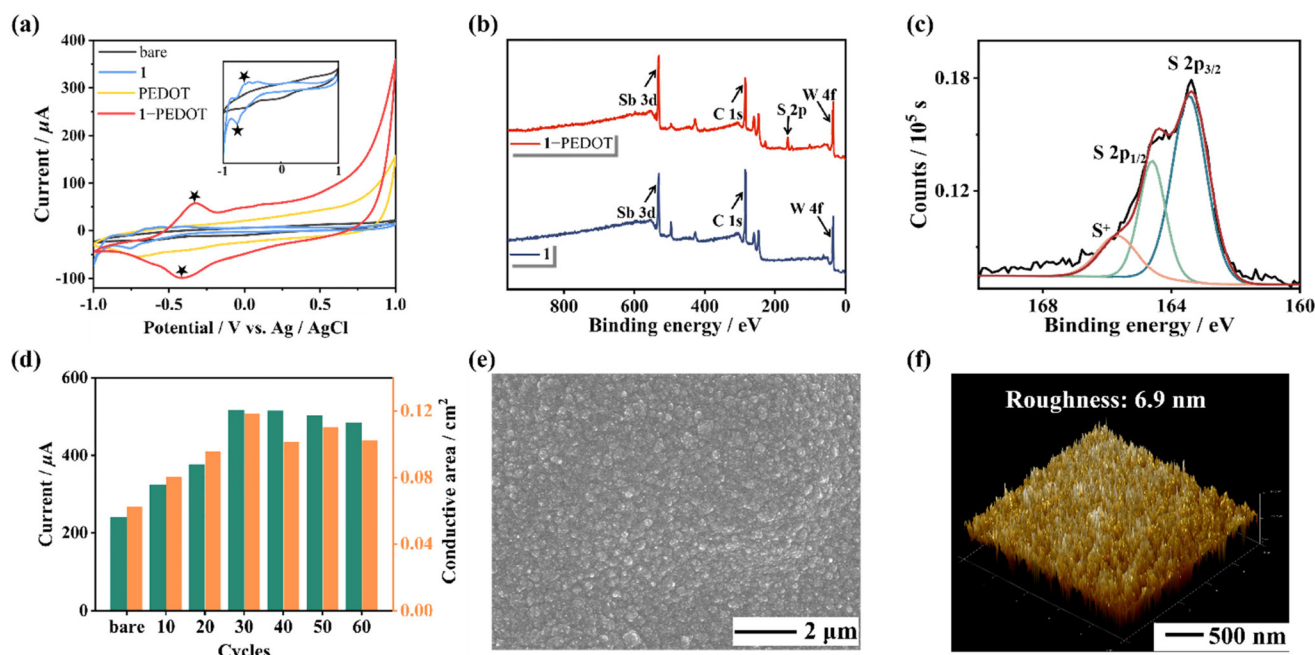 (a)
400
300
200
100
0
-100
-1.0
-0.5
0.0
0.5
1.0
Current / μA
Potential / V vs. Ag / AgCl
bare
1
PEDOT
1−PEDOT
★
★
-1
0
1
★
★
(b)
Sb 3d
C 1s
S 2p
W 4f
1−PEDOT
Sb 3d
C 1s
W 4f
1
800
600
400
200
0
Binding energy / eV
(c)
S 2p3/2
S 2p1/2
S+
0.18
0.12
Counts / 10⁵ s
168
164
160
Binding energy / eV
(d)
600
400
200
0
Current / μA
0.12
0.08
0.04
0.00
Conductive area / cm²
bare
10
20
30
40
50
60
Cycles
(e)
2 μm
(f)
Roughness: 6.9 nm
500 nm